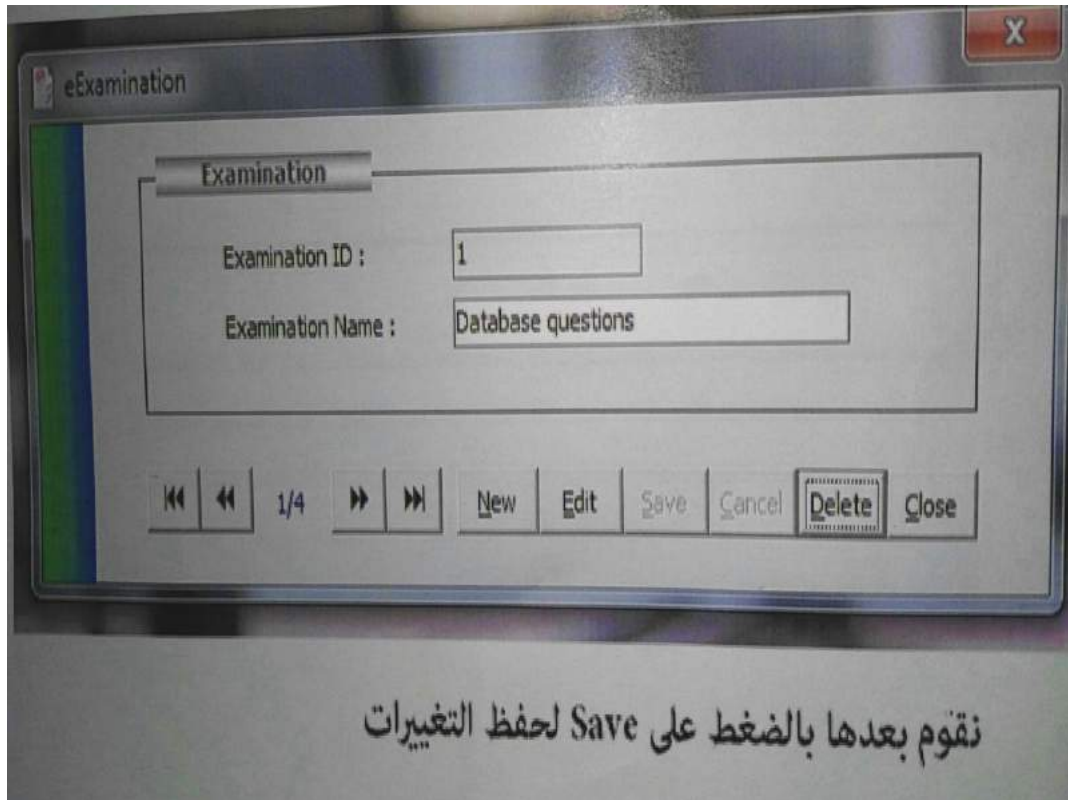 X
eExamination
Examination
Examination ID : 1
Examination Name : Database questions
1/4 New Edit Save Cancel Delete Close
نقوم بعدها بالضغط على Save لحفظ التغييرات